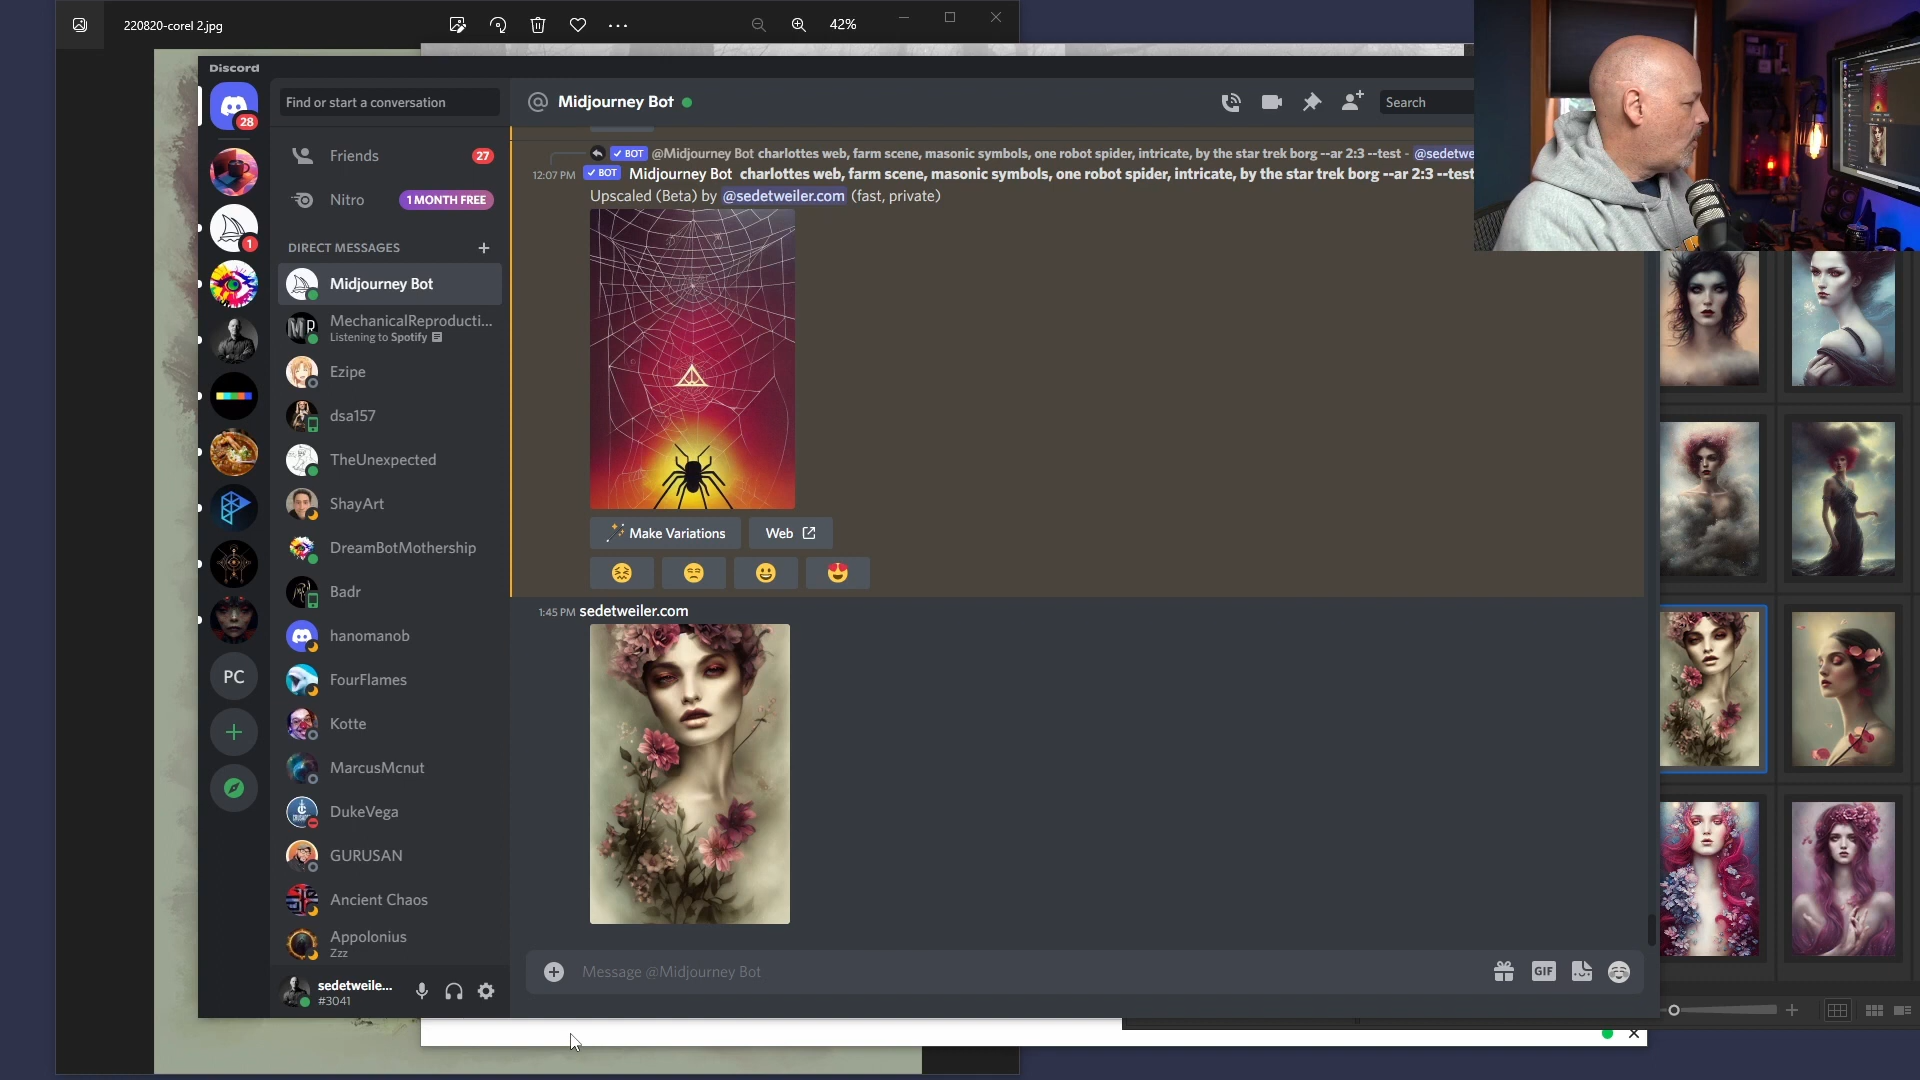 220820-corel 2.jpg
42%
Discord
28
Find or start a conversation
Midjourney Bot
Search
Friends
27
Nitro
1 MONTH FREE
1
DIRECT MESSAGES
Midjourney Bot
MechanicalReproducti...
Listening to Spotify
Ezipe
dsa157
TheUnexpected
ShayArt
DreamBotMothership
Badr
hanomanob
FourFlames
Kotte
MarcusMcnut
DukeVega
GURUSAN
Ancient Chaos
Appolonius
Zzz
PC
sedetweile...
#3041
BOT @Midjourney Bot charlottes web, farm scene, masonic symbols, one robot spider, intricate, by the star trek borg --ar 2:3 --test - @sedetwe
12:07 PM BOT Midjourney Bot charlottes web, farm scene, masonic symbols, one robot spider, intricate, by the star trek borg --ar 2:3 --test
Upscaled (Beta) by @sedetweiler.com (fast, private)
Make Variations
Web
1:45 PM sedetweiler.com
Message @Midjourney Bot
GIF